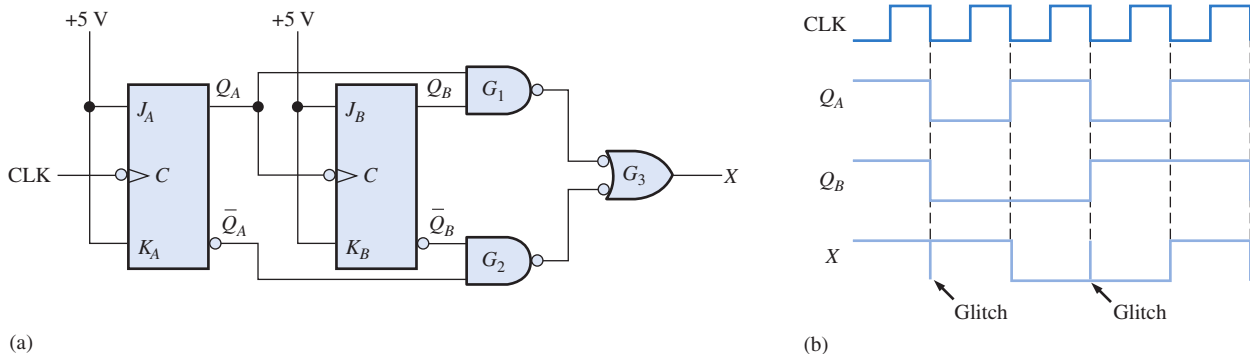 +5 V
+5 V
Q_A
Q_B
J_A
J_B
G_1
CLK
C
C
G_3
X
Q̅_A
Q̅_B
K_A
K_B
G_2
(a)
CLK
Q_A
Q_B
X
Glitch
Glitch
(b)